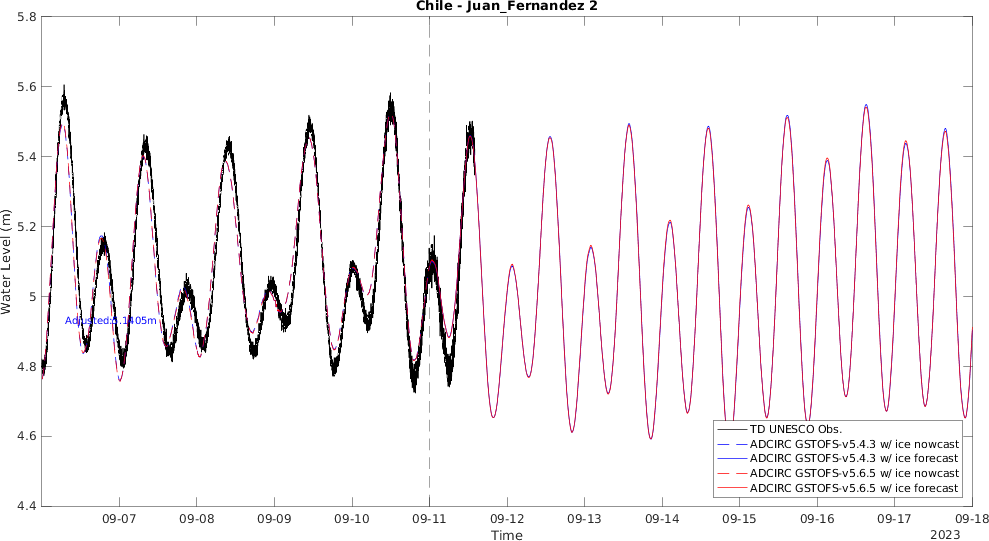 Chile - Juan_Fernandez 2
5.8
5.6
5.4
5.2
5
4.8
4.6
4.4
Water Level (m)
Adjusted:5.1405m
TD UNESCO Obs.
ADCIRC GSTOFS-v5.4.3 w/ ice nowcast
ADCIRC GSTOFS-v5.4.3 w/ ice forecast
ADCIRC GSTOFS-v5.6.5 w/ ice nowcast
ADCIRC GSTOFS-v5.6.5 w/ ice forecast
09-07 09-08 09-09 09-10 09-11 09-12 09-13 09-14 09-15 09-16 09-17 09-18
Time
2023